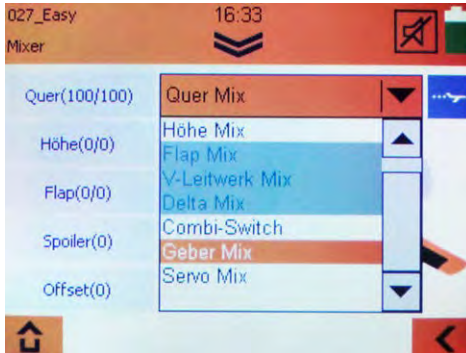 027_Easy
16:33
Mixer
Quer(100/100)
Quer Mix
Höhe(0/0)
Höhe Mix
Flap Mix
Flap(0/0)
V-Leitwerk Mix
Delta Mix
Spoiler(0)
Combi-Switch
Geber Mix
Offset(0)
Servo Mix